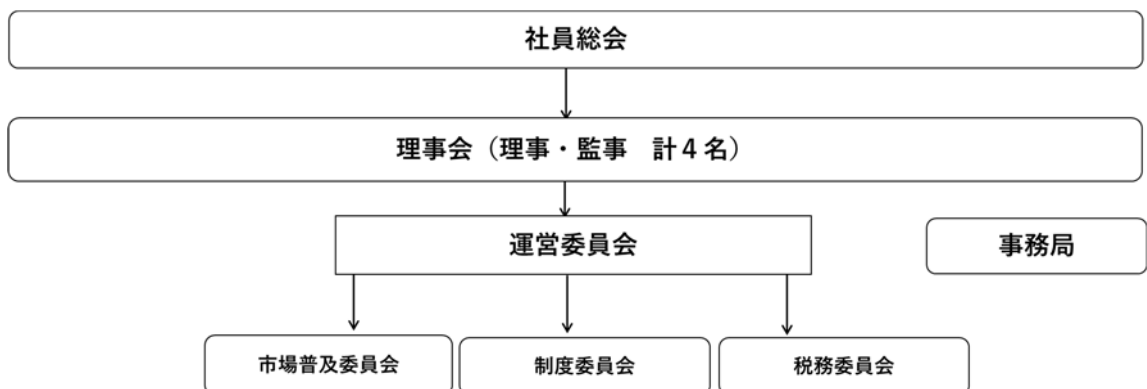 社員総会
理事会（理事・監事　計４名）
運営委員会
事務局
市場普及委員会
制度委員会
税務委員会